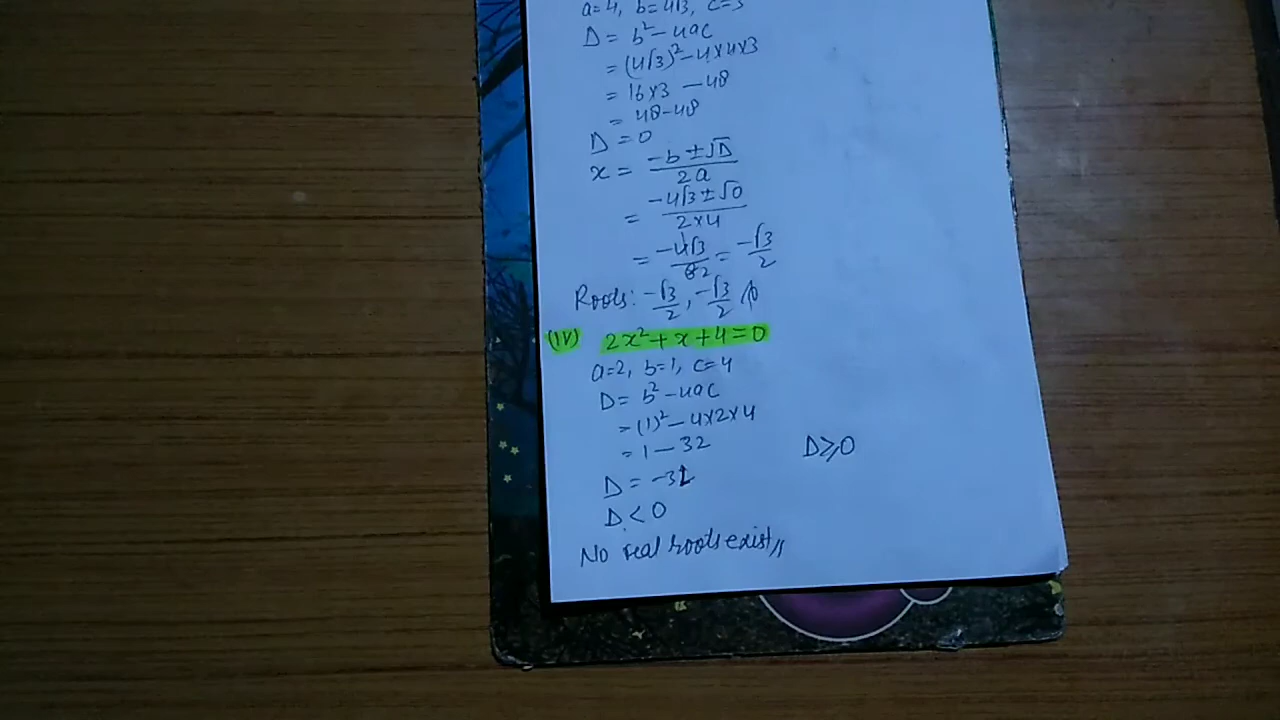 a=4, b=4√3, c=3
D = b² - 4ac
= (4√3)² - 4×4×3
= 16×3 - 48
= 48-48
D = 0
x = -b ± √D / 2a
= -4√3 ± √0 / 2×4
= -4√3 / 82 = -√3 / 2
Roots: -√3/2, -√3/2
(IV) 2x² + x + 4 = 0
a=2, b=1, c=4
D = b² - 4ac
= (1)² - 4×2×4
= 1 - 32
D ≥ 0
D = -31
D < 0
No real roots exist,,